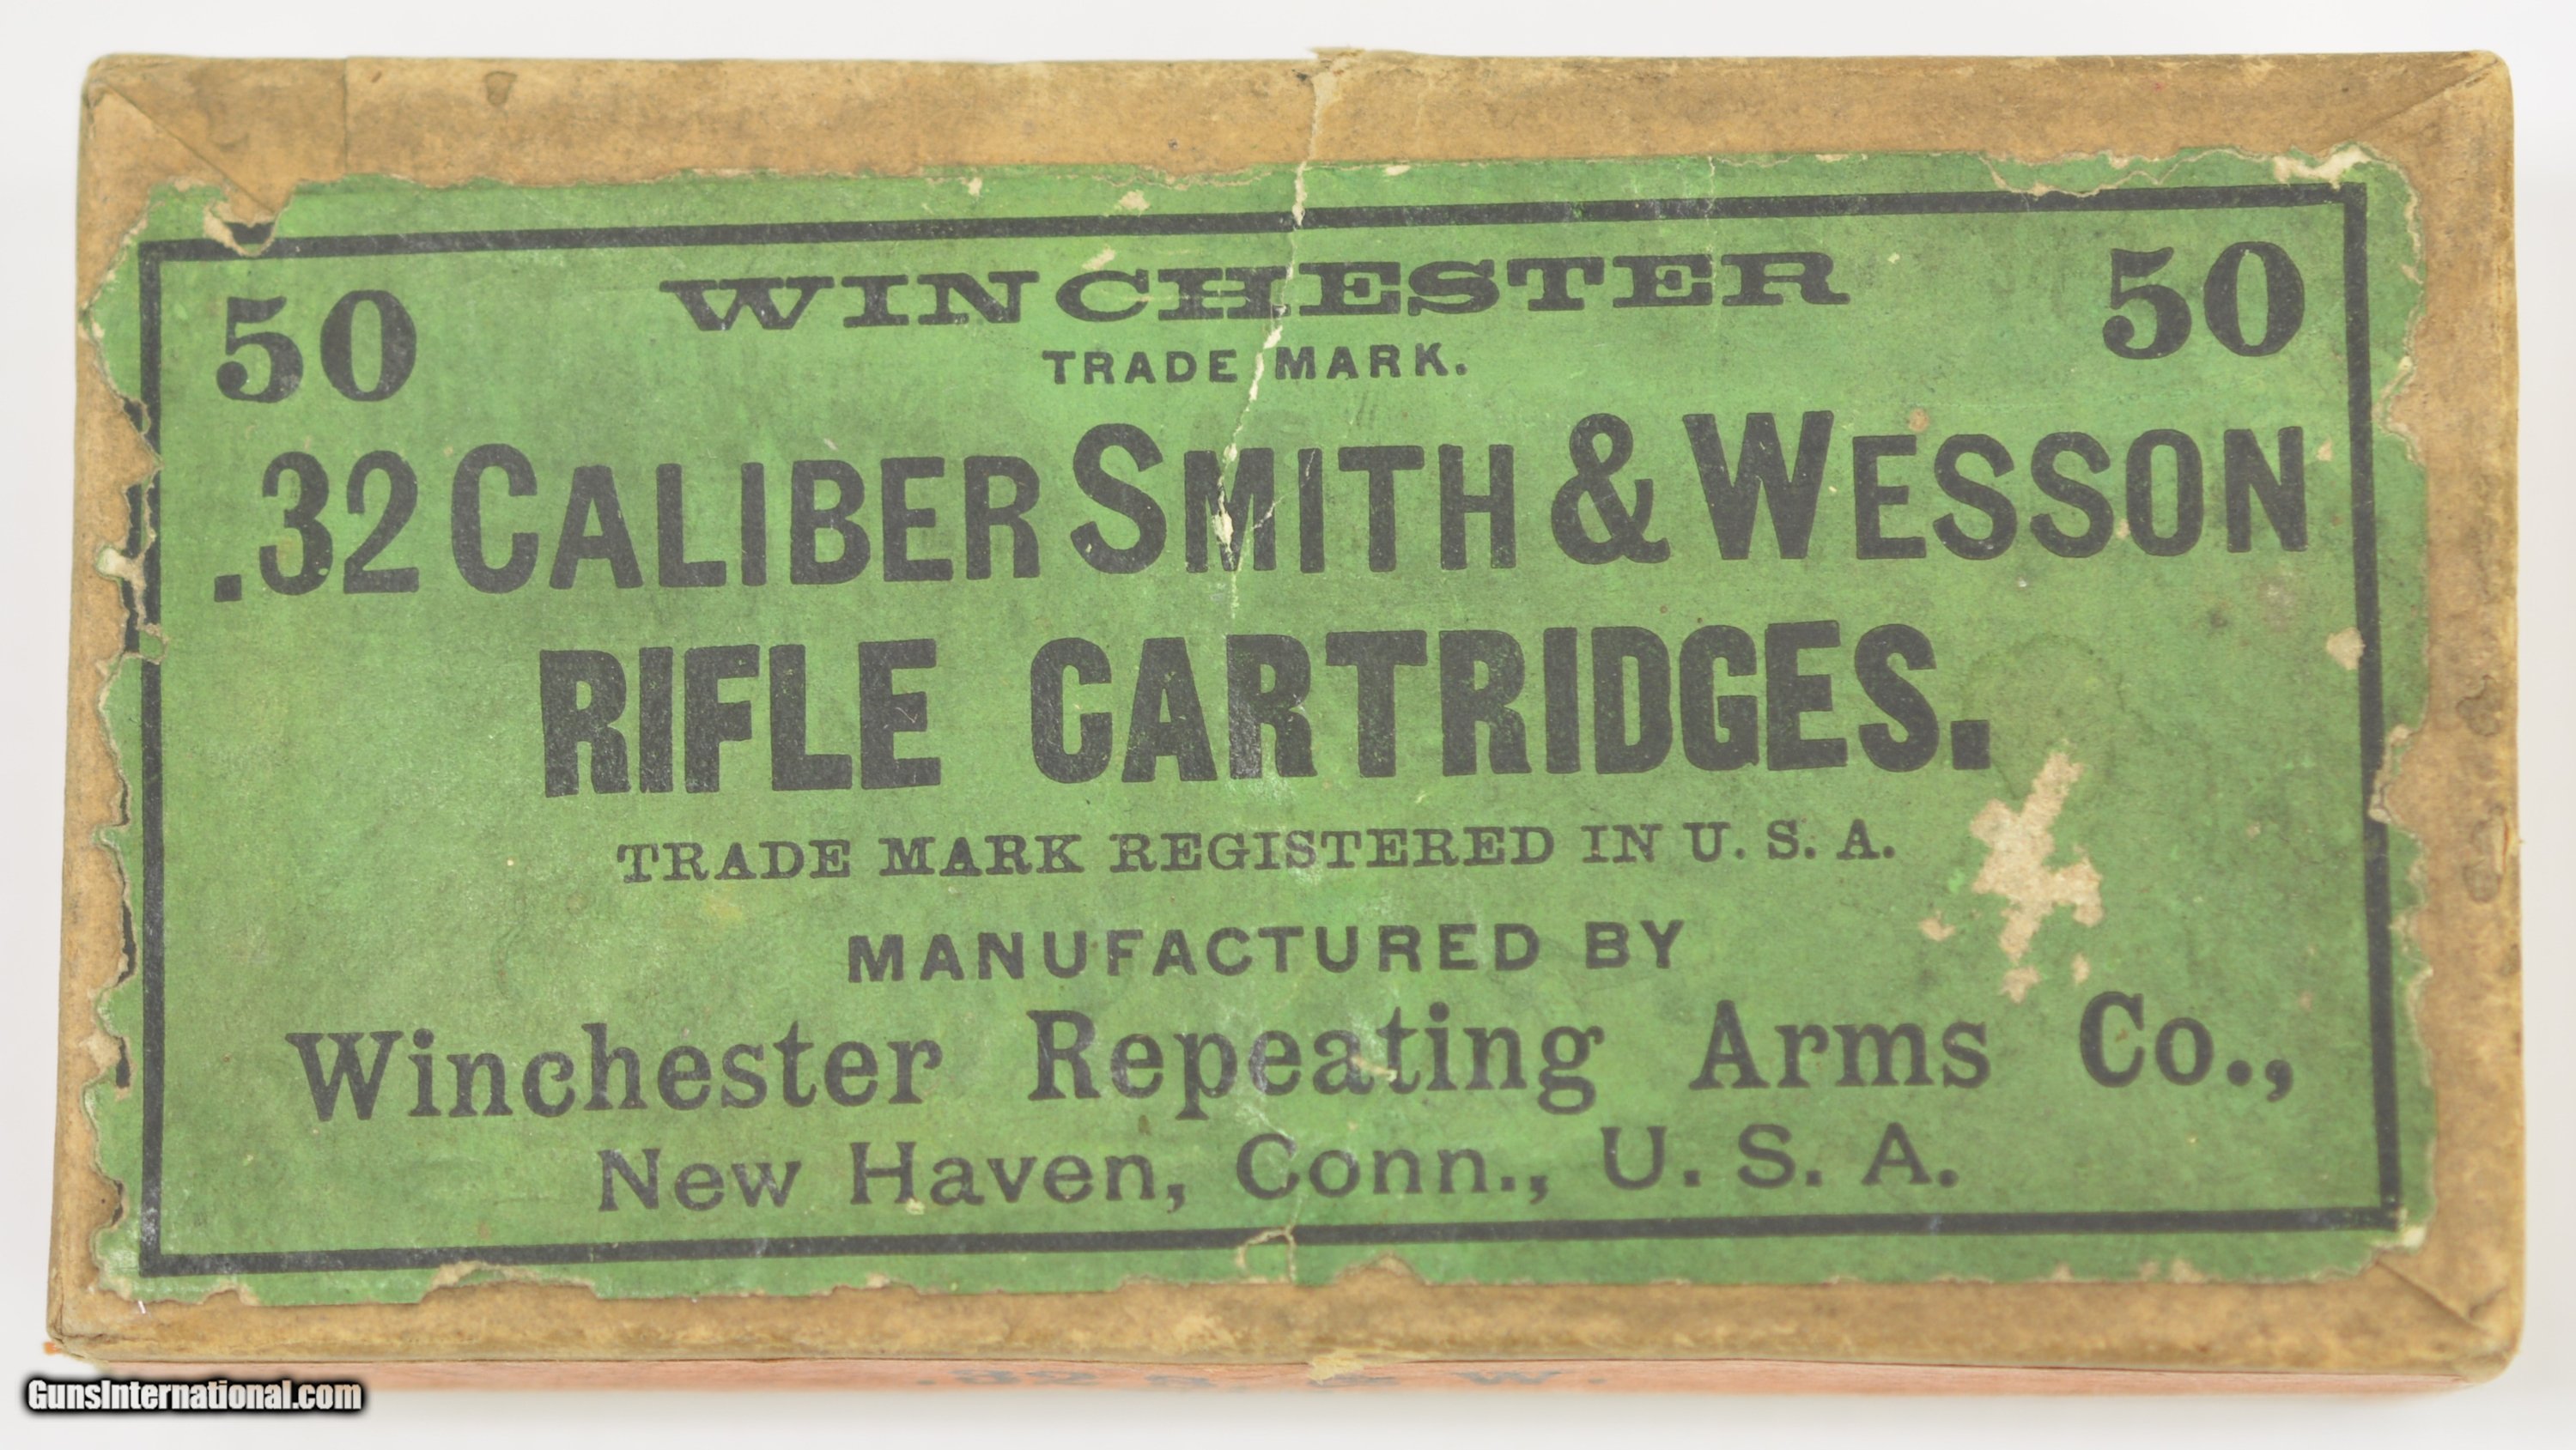 50 WINCHESTER 50
TRADE MARK.
.32 CALIBER SMITH & WESSON
RIFLE CARTRIDGES.
TRADE MARK REGISTERED IN U. S. A.
MANUFACTURED BY
Winchester Repeating Arms Co.,
New Haven, Conn., U. S. A.
.32 S. & W.
GunsInternational.com